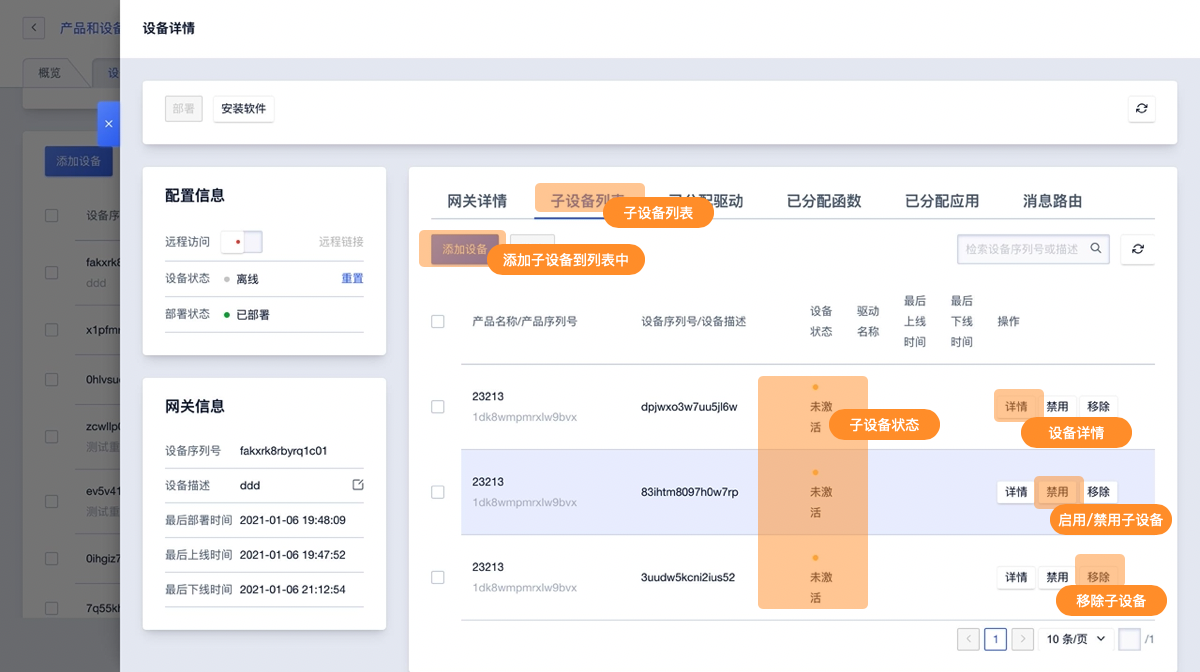 产品和设备
设备详情
概览
设
部署
安装软件
添加设备
设备序
fakxrk8
ddd
x1pfmr
0hlvsu
zcwllp
测试重
ev5v41
测试重
0ihgiz7
7q55kl
配置信息
远程访问
远程链接
设备状态
离线
重置
部署状态
已部署
网关信息
设备序列号
fakxrk8rbyrq1c01
设备描述
ddd
最后部署时间 2021-01-06 19:48:09
最后上线时间 2021-01-06 19:47:52
最后下线时间 2021-01-06 21:12:54
网关详情
子设备列表
已分配驱动
已分配函数
已分配应用
消息路由
子设备列表
添加设备
添加子设备到列表中
检索设备序列号或描述
产品名称/产品序列号
设备序列号/设备描述
设备
状态
驱动
名称
最后
上线
时间
最后
下线
时间
操作
23213
1dk8wmpmrxlw9bvx
dpjwxo3w7uu5jl6w
未激
活
子设备状态
详情
禁用
移除
设备详情
23213
1dk8wmpmrxlw9bvx
83ihtm8097h0w7rp
未激
活
详情
禁用
移除
启用/禁用子设备
23213
1dk8wmpmrxlw9bvx
3uudw5kcni2ius52
未激
活
详情
禁用
移除
移除子设备
1
10 条/页
/1